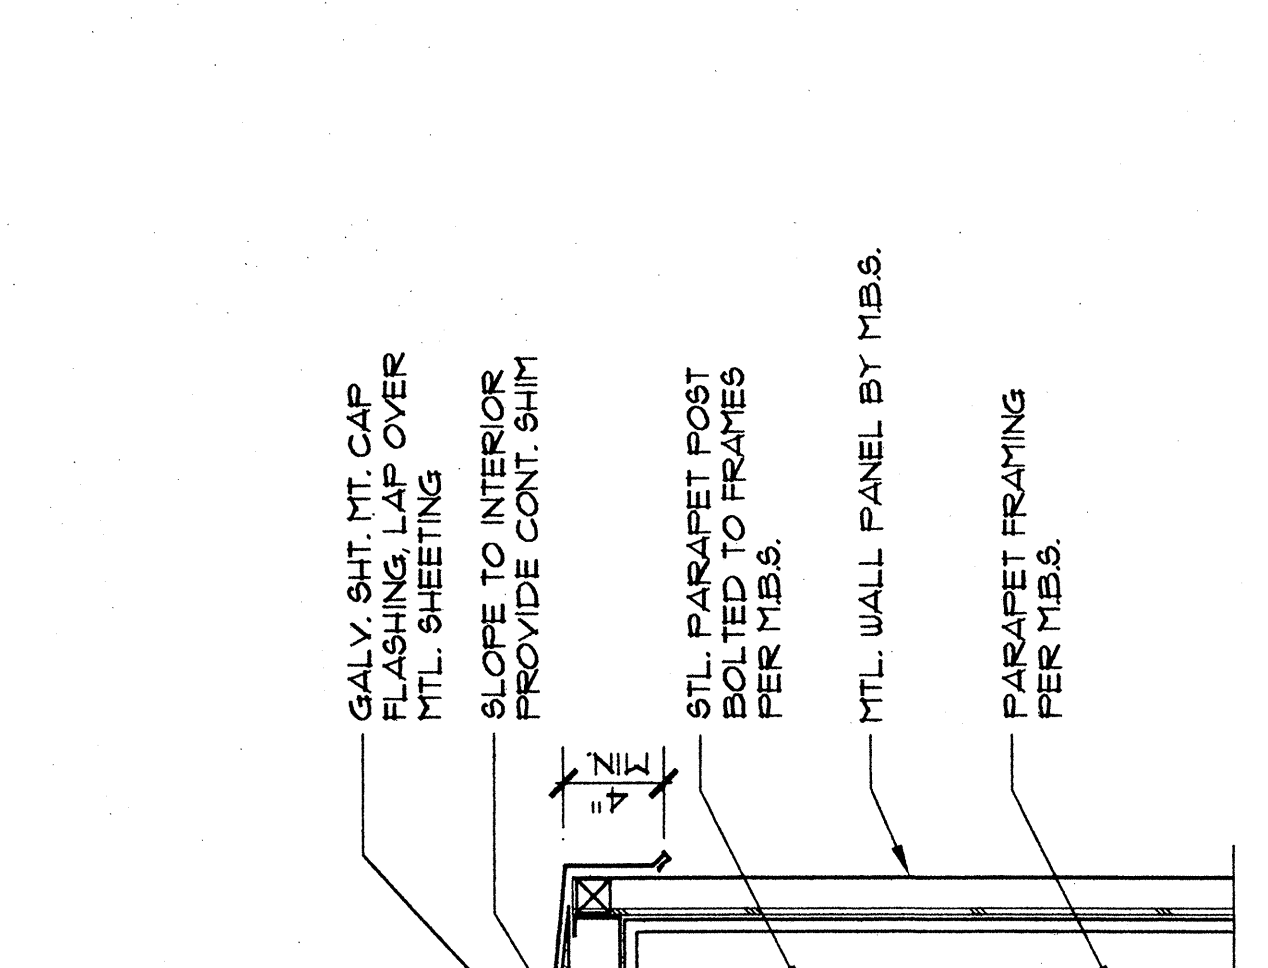 GALV. SHT. MT. CAP
FLASHING, LAP OVER
MTL. SHEETING
SLOPE TO INTERIOR
PROVIDE CONT. SHIM
4"
MIN.
STL. PARAPET POST
BOLTED TO FRAMES
PER M.B.S.
MTL. WALL PANEL BY M.B.S.
PARAPET FRAMING
PER M.B.S.